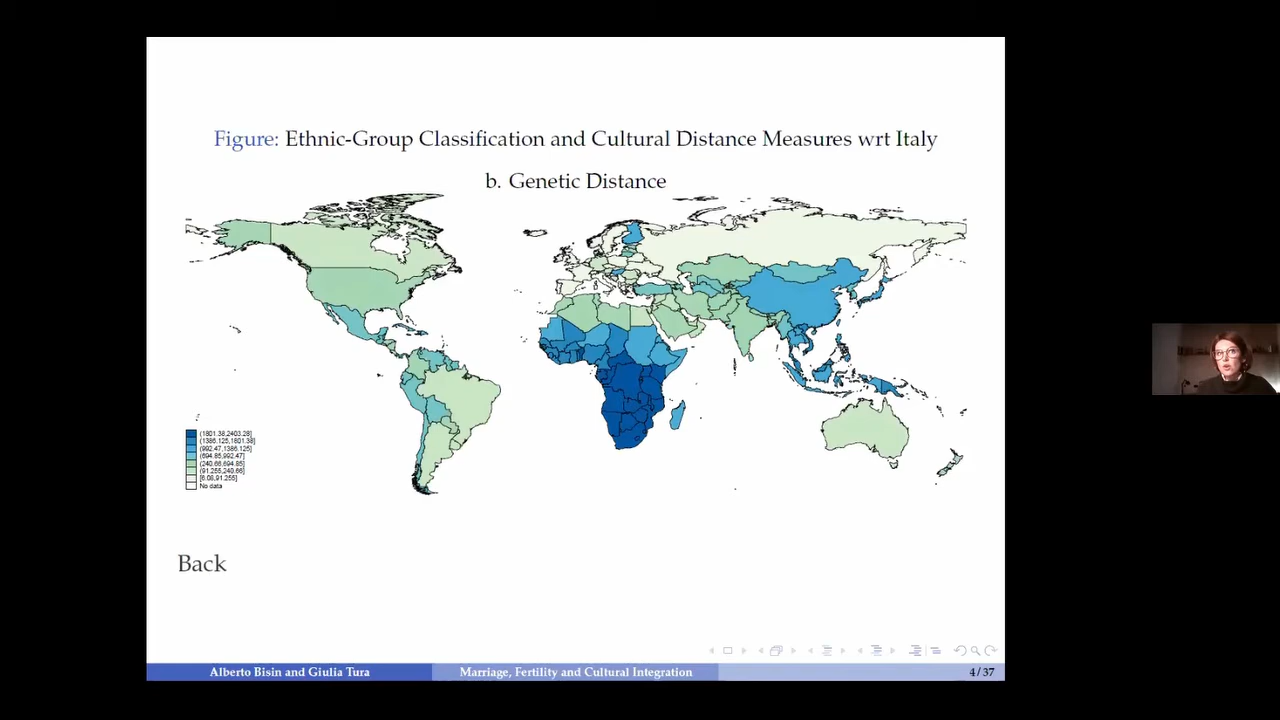 Figure: Ethnic-Group Classification and Cultural Distance Measures wrt Italy
b. Genetic Distance
(1801.38,2403.28]
(1386.125,1801.38]
(992.47,1386.125]
(694.85,992.47]
(240.66,694.85]
(91.255,240.66]
[6.08,91.255]
No data
Back
Alberto Bisin and Giulia Tura
Marriage, Fertility and Cultural Integration
4 / 37